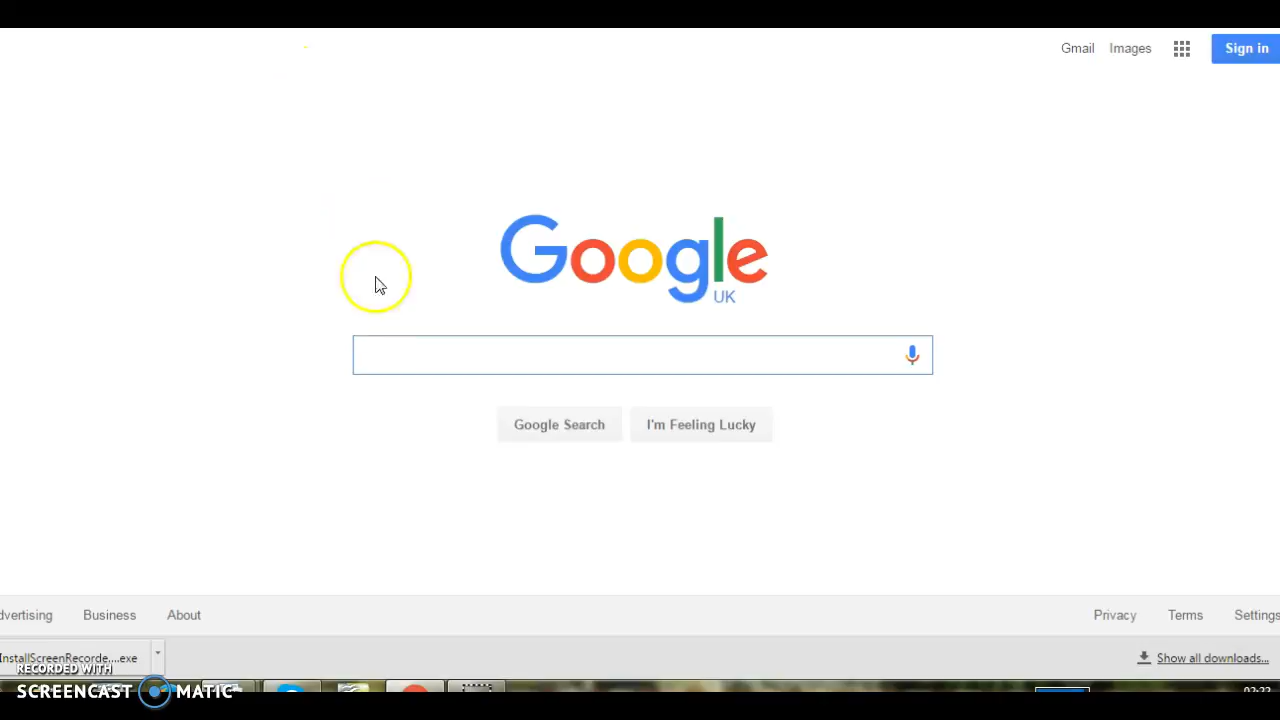 Gmail Images Sign in
Google
UK
Google Search I'm Feeling Lucky
dvertising Business About Privacy Terms Settings
InstallScreenRecorde....exe Show all downloads...
RECORDED WITH
SCREENCAST MATIC